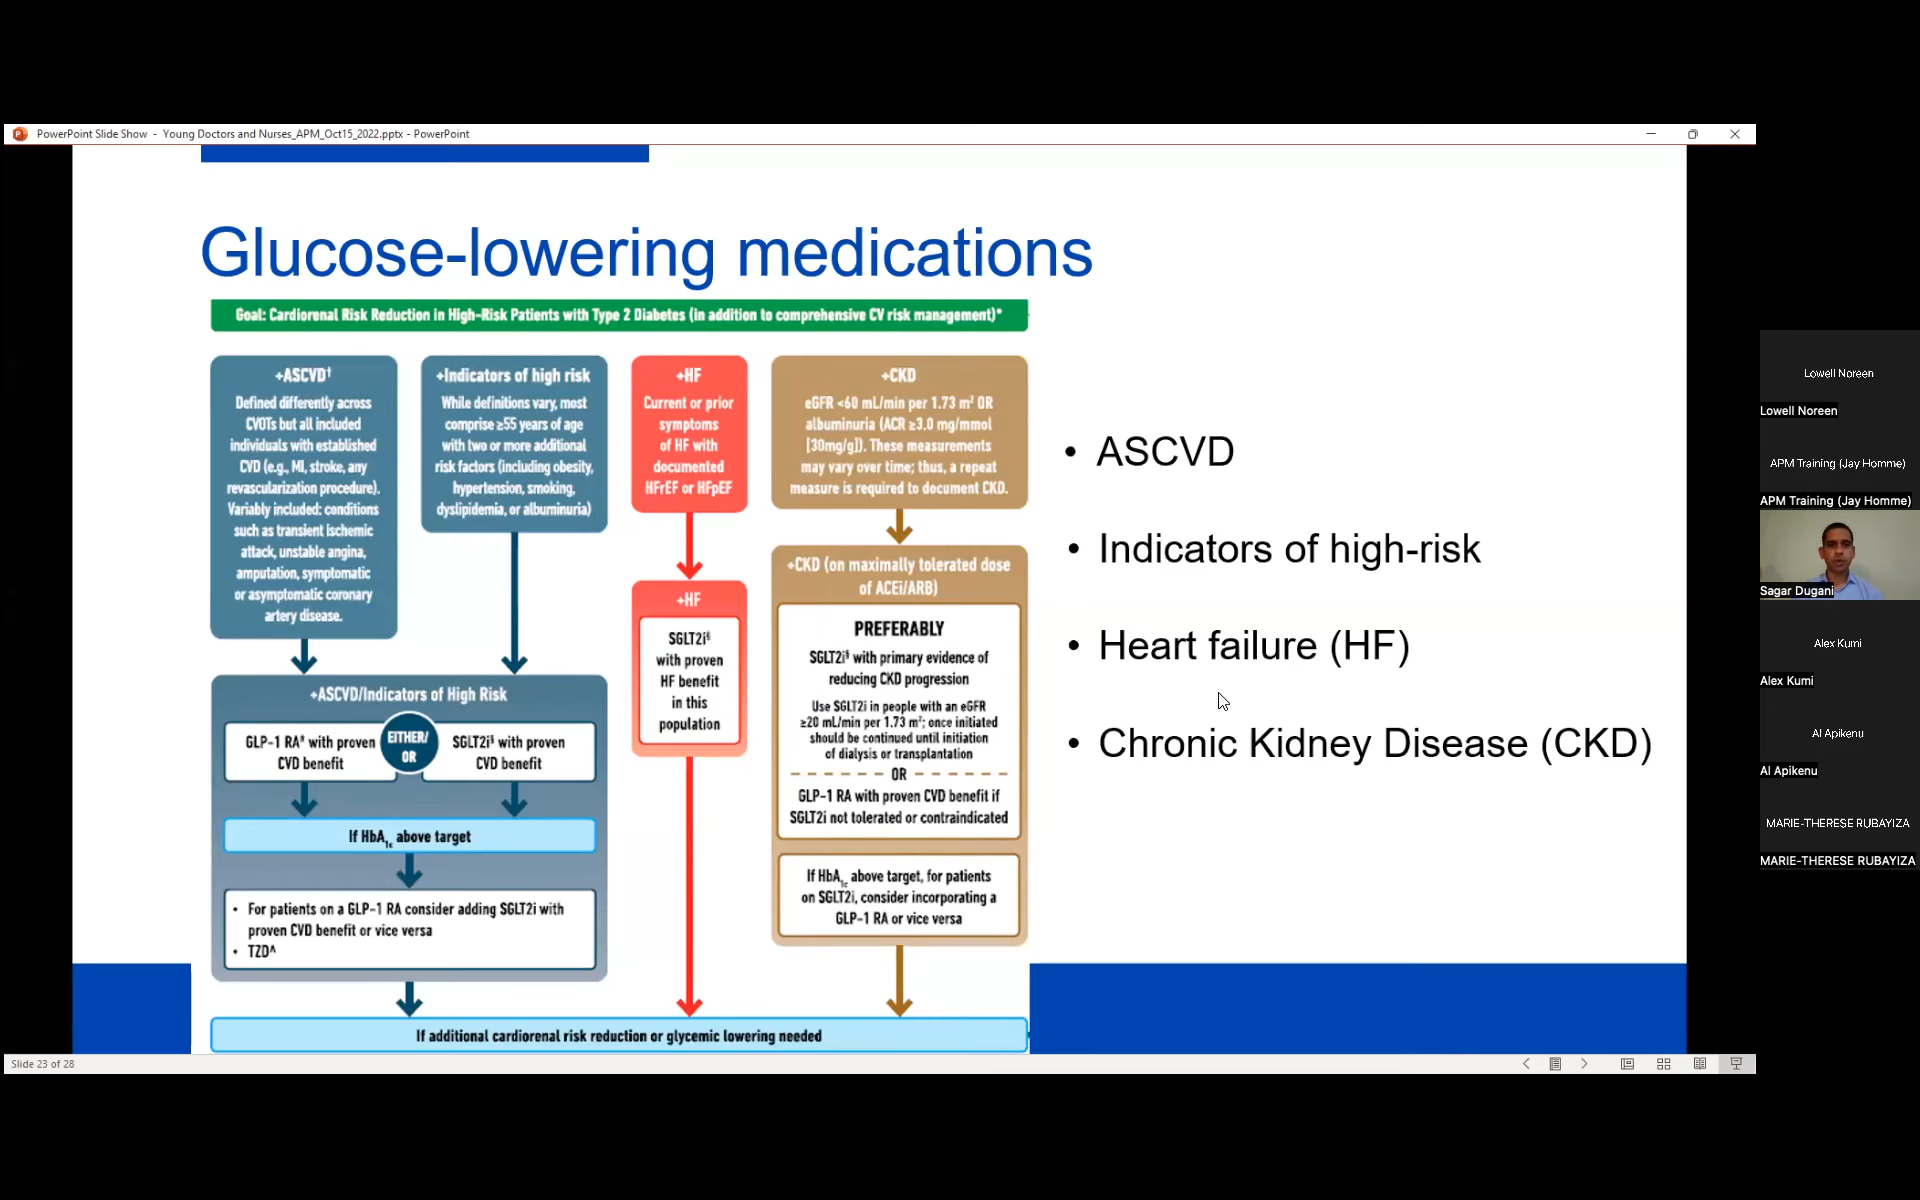 PowerPoint Slide Show - Young Doctors and Nurses_APM_Oct15_2022.pptx - PowerPoint
Glucose-lowering medications
Goal: Cardiorenal Risk Reduction in High-Risk Patients with Type 2 Diabetes (in addition to comprehensive CV risk management)*
+ASCVD†
Defined differently across
CVOTs but all included
individuals with established
CVD (e.g., MI, stroke, any
revascularization procedure).
Variably included: conditions
such as transient ischemic
attack, unstable angina,
amputation, symptomatic
or asymptomatic coronary
artery disease.
+Indicators of high risk
While definitions vary, most
comprise ≥55 years of age
with two or more additional
risk factors (including obesity,
hypertension, smoking,
dyslipidemia, or albuminuria)
+HF
Current or prior
symptoms
of HF with
documented
HFrEF or HFpEF
+CKD
eGFR <60 mL/min per 1.73 m² OR
albuminuria (ACR ≥3.0 mg/mmol
[30mg/g]). These measurements
may vary over time; thus, a repeat
measure is required to document CKD.
+ASCVD/Indicators of High Risk
GLP-1 RA# with proven
CVD benefit
EITHER/
OR
SGLT2i§ with proven
CVD benefit
If HbA1c above target
• For patients on a GLP-1 RA consider adding SGLT2i with
proven CVD benefit or vice versa
• TZD^
+HF
SGLT2i§
with proven
HF benefit
in this
population
+CKD (on maximally tolerated dose
of ACEi/ARB)
PREFERABLY
SGLT2i§ with primary evidence of
reducing CKD progression
Use SGLT2i in people with an eGFR
≥20 mL/min per 1.73 m²; once initiated
should be continued until initiation
of dialysis or transplantation
OR
GLP-1 RA with proven CVD benefit if
SGLT2i not tolerated or contraindicated
If HbA1c above target, for patients
on SGLT2i, consider incorporating a
GLP-1 RA or vice versa
If additional cardiorenal risk reduction or glycemic lowering needed
• ASCVD
• Indicators of high-risk
• Heart failure (HF)
• Chronic Kidney Disease (CKD)
Slide 23 of 28
Lowell Noreen
Lowell Noreen
APM Training (Jay Homme)
APM Training (Jay Homme)
Sagar Dugani
Alex Kumi
Alex Kumi
Al Apikenu
Al Apikenu
MARIE-THERESE RUBAYIZA
MARIE-THERESE RUBAYIZA